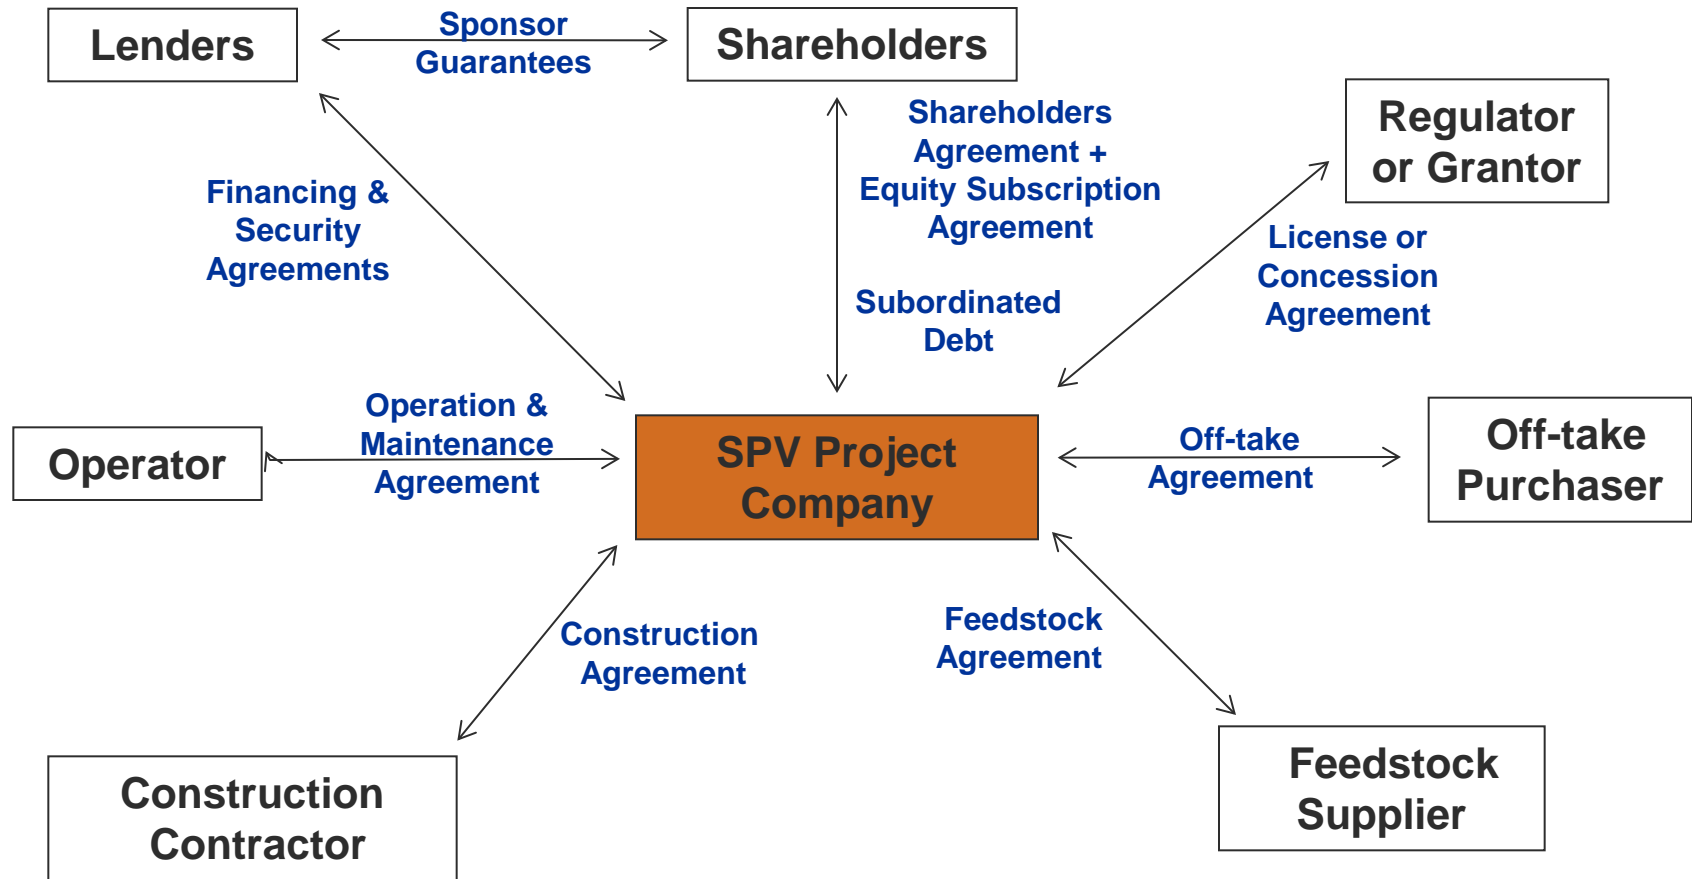 Lenders
Sponsor
Guarantees
Shareholders
Shareholders
Agreement +
Equity Subscription
Agreement
Regulator
or Grantor
Financing &
Security
Agreements
License or
Concession
Agreement
Subordinated
Debt
Operator
Operation &
Maintenance
Agreement
SPV Project
Company
Off-take
Agreement
Off-take
Purchaser
Construction
Agreement
Feedstock
Agreement
Construction
Contractor
Feedstock
Supplier